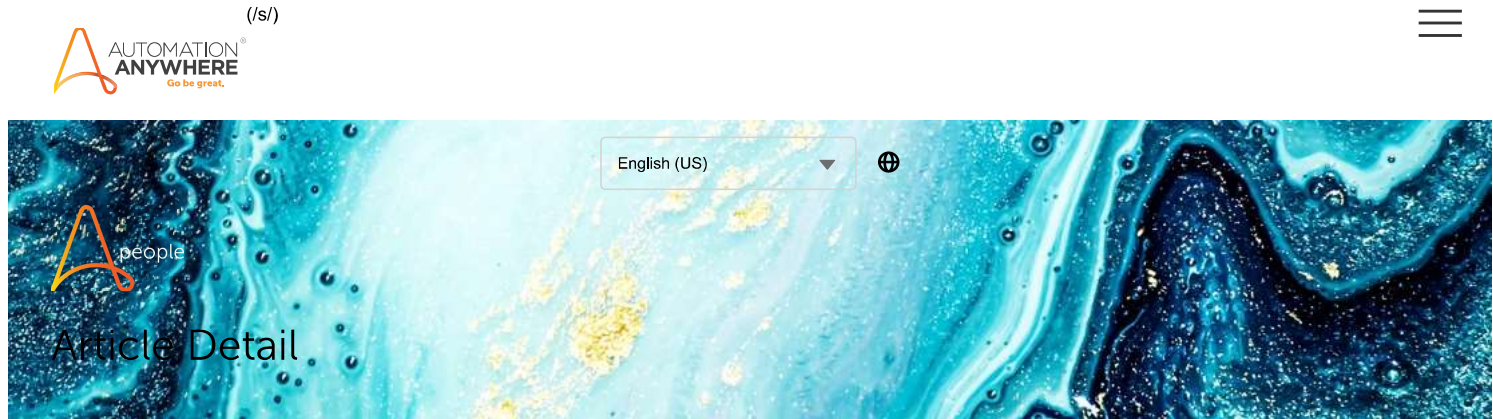 (/s/)
AUTOMATION®
ANYWHERE
Go be great.
English (US)
people
Article Detail